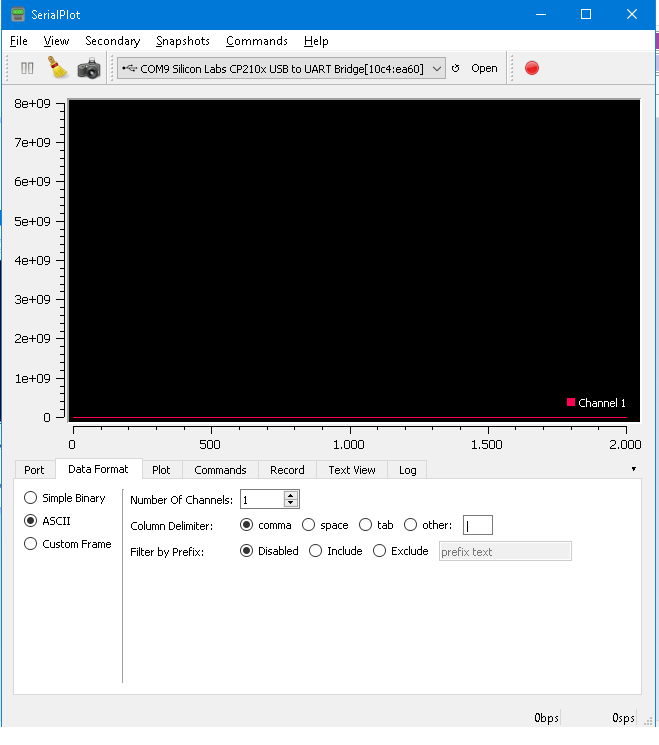 SerialPlot
File View Secondary Snapshots Commands Help
COM9 Silicon Labs CP210x USB to UART Bridge[10c4:ea60] Open
8e+09
7e+09
6e+09
5e+09
4e+09
3e+09
2e+09
1e+09
0
Channel 1
0 500 1.000 1.500 2.000
Port Data Format Plot Commands Record Text View Log
Simple Binary
ASCII
Custom Frame
Number Of Channels: 1
Column Delimiter: comma space tab other: |
Filter by Prefix: Disabled Include Exclude prefix text
0bps 0sps